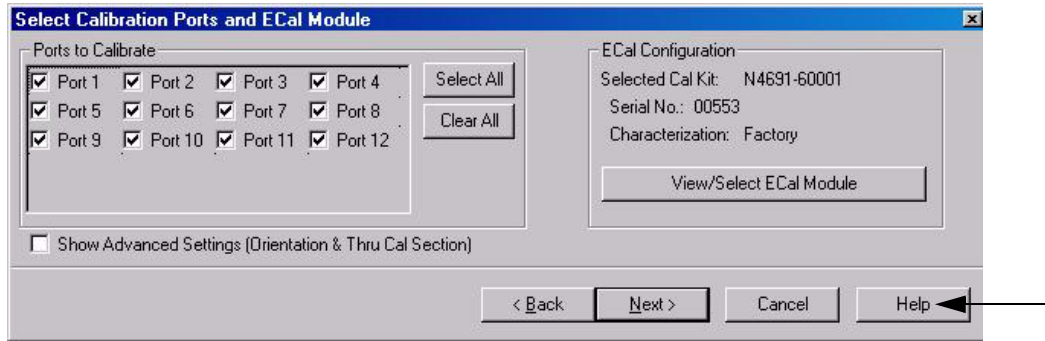 Select Calibration Ports and ECal Module
Ports to Calibrate
Port 1 Port 2 Port 3 Port 4
Port 5 Port 6 Port 7 Port 8
Port 9 Port 10 Port 11 Port 12
Select All
Clear All
ECal Configuration
Selected Cal Kit: N4691-60001
Serial No.: 00553
Characterization: Factory
View/Select ECal Module
Show Advanced Settings (Orientation & Thru Cal Section)
< Back Next > Cancel Help